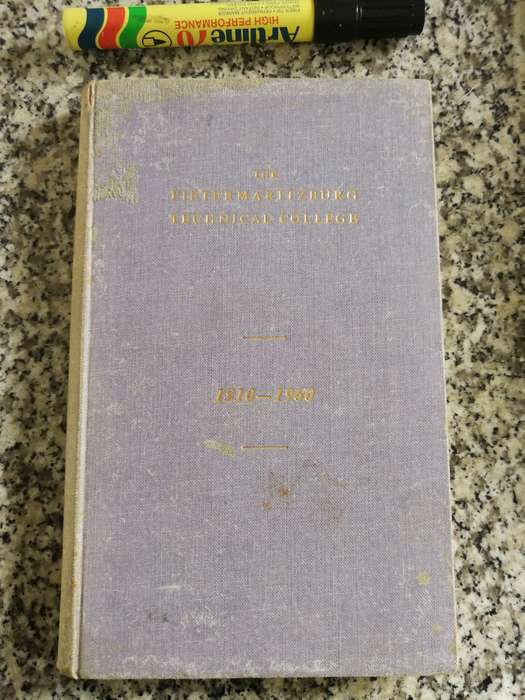 Artline 70
HIGH PERFORMANCE
THE
PIETERMARITZBURG
TECHNICAL COLLEGE
1910—1960